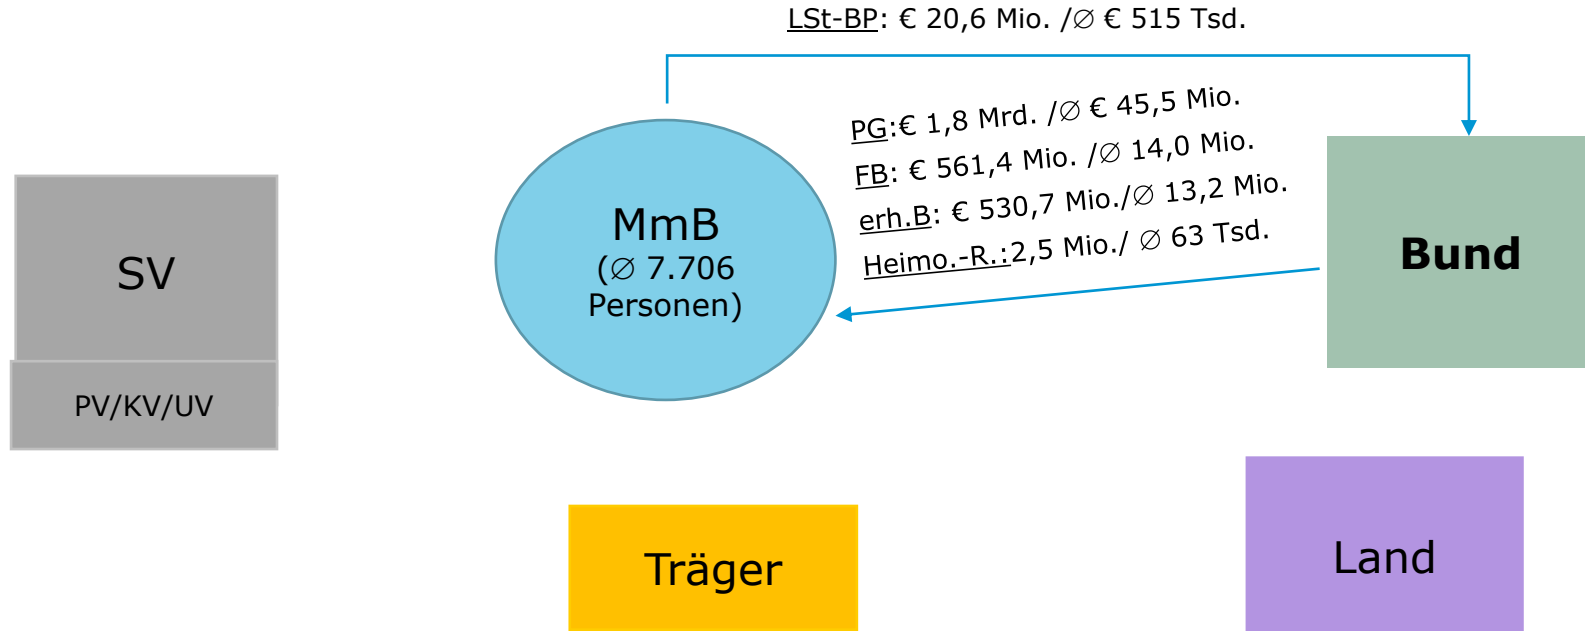 LSt-BP: € 20,6 Mio. /∅ € 515 Tsd.
PG:€ 1,8 Mrd. /∅ € 45,5 Mio.
FB: € 561,4 Mio. /∅ 14,0 Mio.
erh.B: € 530,7 Mio./∅ 13,2 Mio.
Heimo.-R.:2,5 Mio./ ∅ 63 Tsd.
MmB
(∅ 7.706
Personen)
Bund
SV
PV/KV/UV
Träger
Land